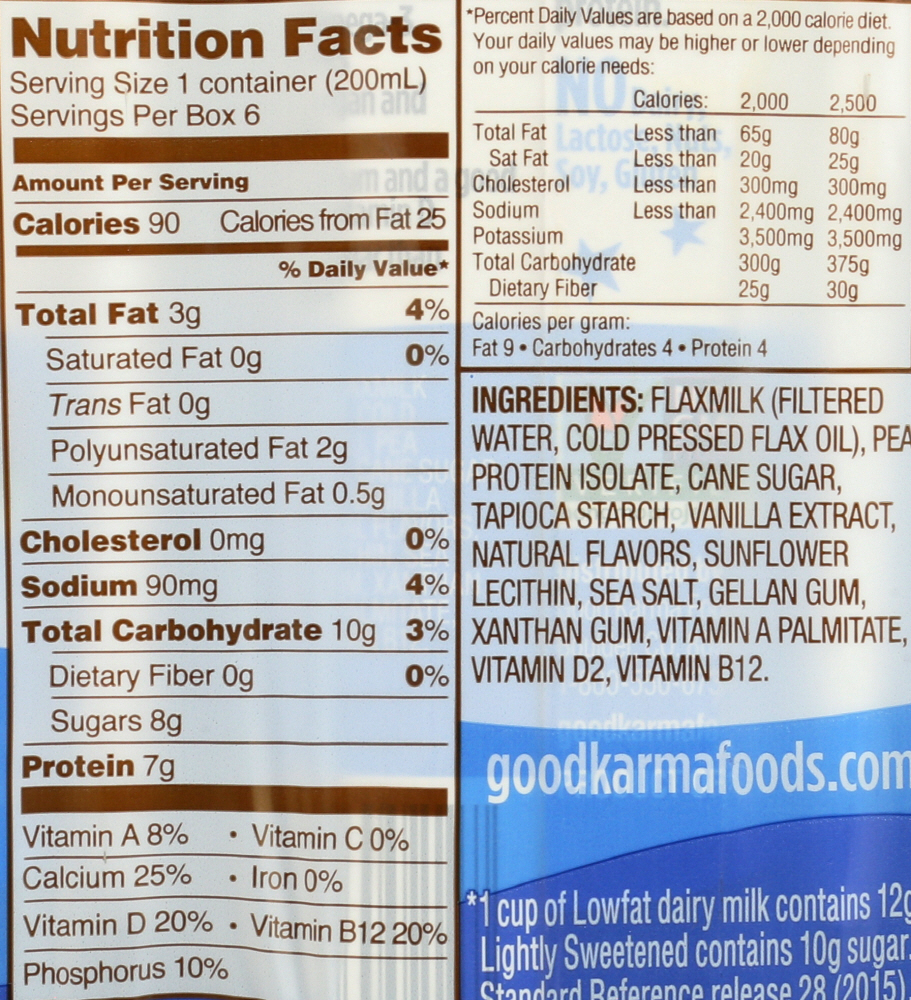 Nutrition Facts
Serving Size 1 container (200mL)
Servings Per Box 6
Amount Per Serving
Calories 90 Calories from Fat 25
% Daily Value*
Total Fat 3g 4%
Saturated Fat 0g 0%
Trans Fat 0g
Polyunsaturated Fat 2g
Monounsaturated Fat 0.5g
Cholesterol 0mg 0%
Sodium 90mg 4%
Total Carbohydrate 10g 3%
Dietary Fiber 0g 0%
Sugars 8g
Protein 7g
Vitamin A 8% • Vitamin C 0%
Calcium 25% • Iron 0%
Vitamin D 20% • Vitamin B12 20%
Phosphorus 10%
*Percent Daily Values are based on a 2,000 calorie diet.
Your daily values may be higher or lower depending
on your calorie needs:
Calories: 2,000 2,500
Total Fat Less than 65g 80g
Sat Fat Less than 20g 25g
Cholesterol Less than 300mg 300mg
Sodium Less than 2,400mg 2,400mg
Potassium 3,500mg 3,500mg
Total Carbohydrate 300g 375g
Dietary Fiber 25g 30g
Calories per gram:
Fat 9 • Carbohydrates 4 • Protein 4
INGREDIENTS: FLAXMILK (FILTERED
WATER, COLD PRESSED FLAX OIL), PEA
PROTEIN ISOLATE, CANE SUGAR,
TAPIOCA STARCH, VANILLA EXTRACT,
NATURAL FLAVORS, SUNFLOWER
LECITHIN, SEA SALT, GELLAN GUM,
XANTHAN GUM, VITAMIN A PALMITATE,
VITAMIN D2, VITAMIN B12.
goodkarmafoods.com
*1 cup of Lowfat dairy milk contains 12g
Lightly Sweetened contains 10g sugar.
Standard Reference release 28 (2015)